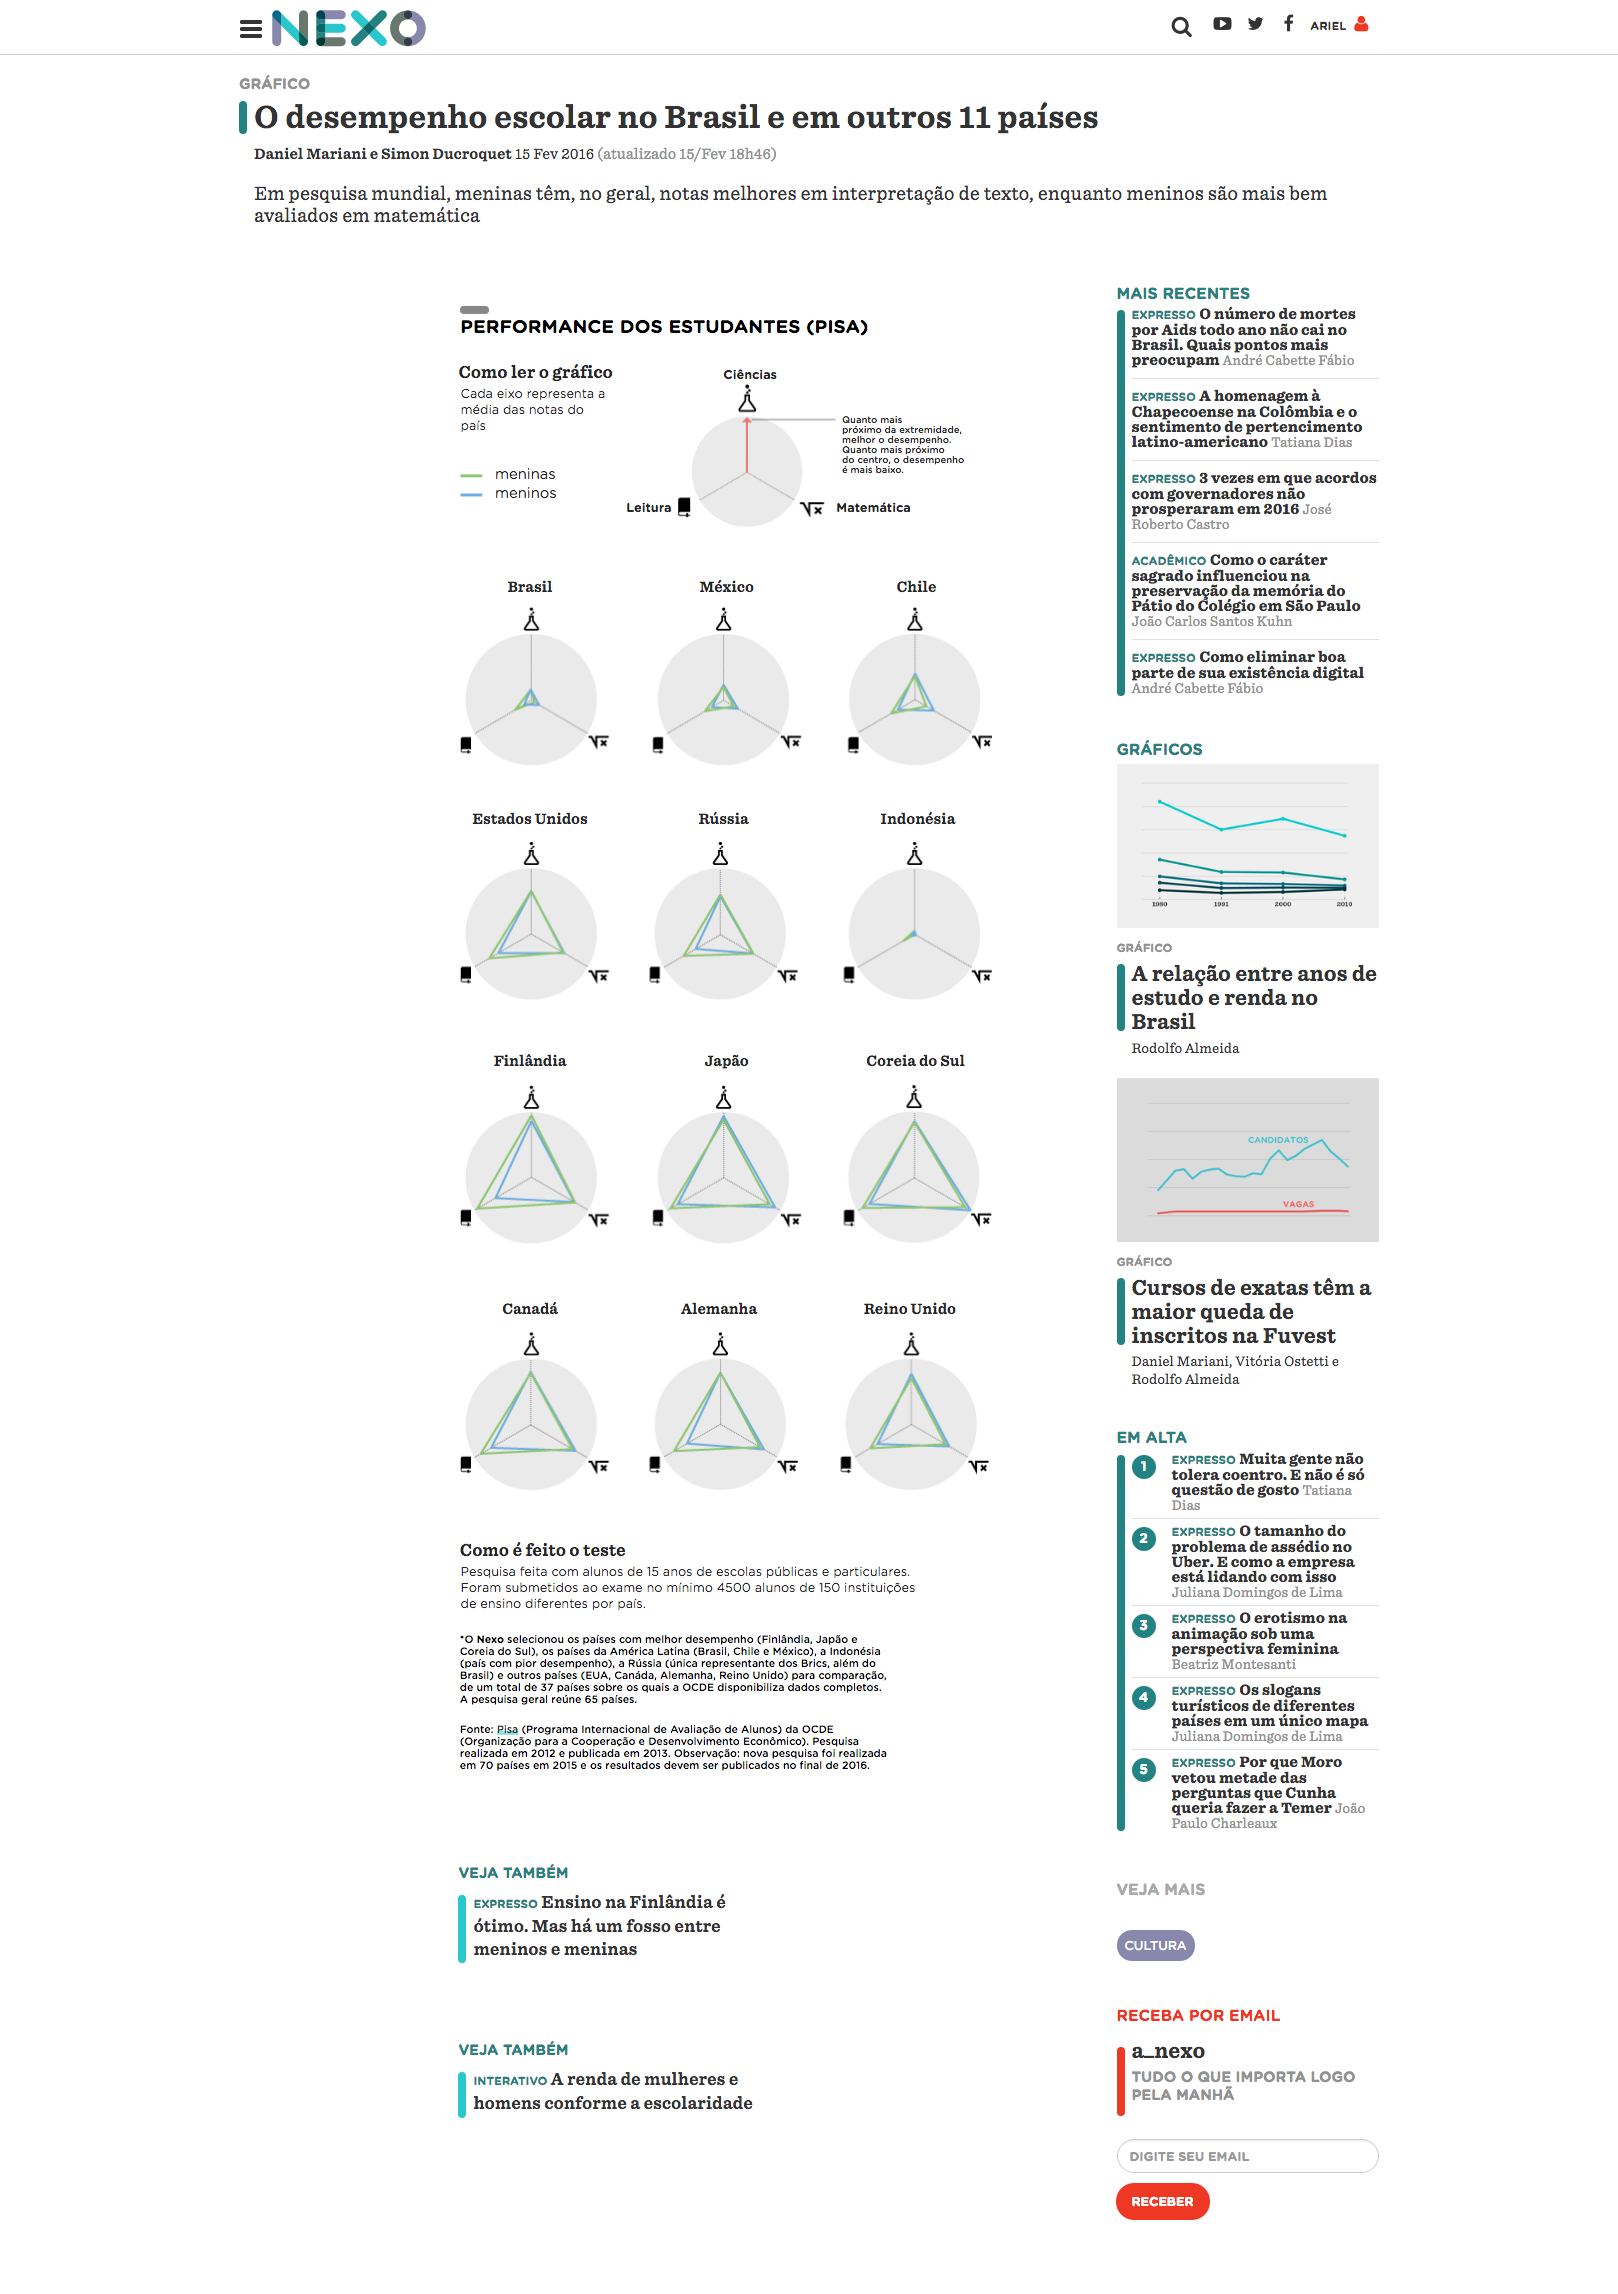 NEXO
ARIEL
GRÁFICO
O desempenho escolar no Brasil e em outros 11 países
Daniel Mariani e Simon Ducroquet 15 Fev 2016 (atualizado 15/Fev 18h46)
Em pesquisa mundial, meninas têm, no geral, notas melhores em interpretação de texto, enquanto meninos são mais bem
avaliados em matemática
PERFORMANCE DOS ESTUDANTES (PISA)
Como ler o gráfico
Cada eixo representa a
média das notas do
país
meninas
meninos
Ciências
Quanto mais
próximo da extremidade,
melhor o desempenho.
Quanto mais próximo
do centro, o desempenho
é mais baixo.
Leitura
Matemática
Brasil
México
Chile
Estados Unidos
Rússia
Indonésia
Finlândia
Japão
Coreia do Sul
Canadá
Alemanha
Reino Unido
Como é feito o teste
Pesquisa feita com alunos de 15 anos de escolas públicas e particulares.
Foram submetidos ao exame no mínimo 4500 alunos de 150 instituições
de ensino diferentes por país.
*O Nexo selecionou os países com melhor desempenho (Finlândia, Japão e
Coreia do Sul), os países da América Latina (Brasil, Chile e México), a Indonésia
(país com pior desempenho), a Rússia (única representante dos Brics, além do
Brasil) e outros países (EUA, Canáda, Alemanha, Reino Unido) para comparação,
de um total de 37 países sobre os quais a OCDE disponibiliza dados completos.
A pesquisa geral reúne 65 países.
Fonte: Pisa (Programa Internacional de Avaliação de Alunos) da OCDE
(Organização para a Cooperação e Desenvolvimento Econômico). Pesquisa
realizada em 2012 e publicada em 2013. Observação: nova pesquisa foi realizada
em 70 países em 2015 e os resultados devem ser publicados no final de 2016.
VEJA TAMBÉM
EXPRESSO Ensino na Finlândia é
ótimo. Mas há um fosso entre
meninos e meninas
VEJA TAMBÉM
INTERATIVO A renda de mulheres e
homens conforme a escolaridade
MAIS RECENTES
EXPRESSO O número de mortes
por Aids todo ano não cai no
Brasil. Quais pontos mais
preocupam André Cabette Fábio
EXPRESSO A homenagem à
Chapecoense na Colômbia e o
sentimento de pertencimento
latino-americano Tatiana Dias
EXPRESSO 3 vezes em que acordos
com governadores não
prosperaram em 2016 José
Roberto Castro
ACADÊMICO Como o caráter
sagrado influenciou na
preservação da memória do
Pátio do Colégio em São Paulo
João Carlos Santos Kuhn
EXPRESSO Como eliminar boa
parte de sua existência digital
André Cabette Fábio
GRÁFICOS
1980 1991 2000 2010
GRÁFICO
A relação entre anos de
estudo e renda no
Brasil
Rodolfo Almeida
CANDIDATOS
VAGAS
GRÁFICO
Cursos de exatas têm a
maior queda de
inscritos na Fuvest
Daniel Mariani, Vitória Ostetti e
Rodolfo Almeida
EM ALTA
1 EXPRESSO Muita gente não
tolera coentro. E não é só
questão de gosto Tatiana
Dias
2 EXPRESSO O tamanho do
problema de assédio no
Uber. E como a empresa
está lidando com isso
Juliana Domingos de Lima
3 EXPRESSO O erotismo na
animação sob uma
perspectiva feminina
Beatriz Montesanti
4 EXPRESSO Os slogans
turísticos de diferentes
países em um único mapa
Juliana Domingos de Lima
5 EXPRESSO Por que Moro
vetou metade das
perguntas que Cunha
queria fazer a Temer João
Paulo Charleaux
VEJA MAIS
CULTURA
RECEBA POR EMAIL
a_nexo
TUDO O QUE IMPORTA LOGO
PELA MANHÃ
DIGITE SEU EMAIL
RECEBER